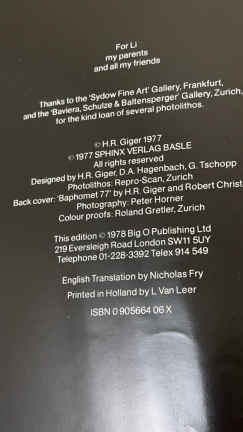 For Li
my parents
and all my friends
Thanks to the 'Sydow Fine Art' Gallery, Frankfurt,
and the 'Baviera, Schulze & Baltensperger' Gallery, Zurich,
for the kind loan of several photolithos.
© H.R. Giger 1977
© 1977 SPHINX VERLAG BASLE
All rights reserved
Designed by H.R. Giger, D.A. Hagenbach, G. Tschopp
Photolithos: Repro-Scan, Zurich
Back cover: 'Baphomet 77' by H.R. Giger and Robert Christ
Photography: Peter Horner
Colour proofs: Roland Gretler, Zurich
This edition © 1978 Big O Publishing Ltd
219 Eversleigh Road London SW11 5UY
Telephone 01-228-3392 Telex 914 549
English Translation by Nicholas Fry
Printed in Holland by L Van Leer
ISBN 0 905664 06 X